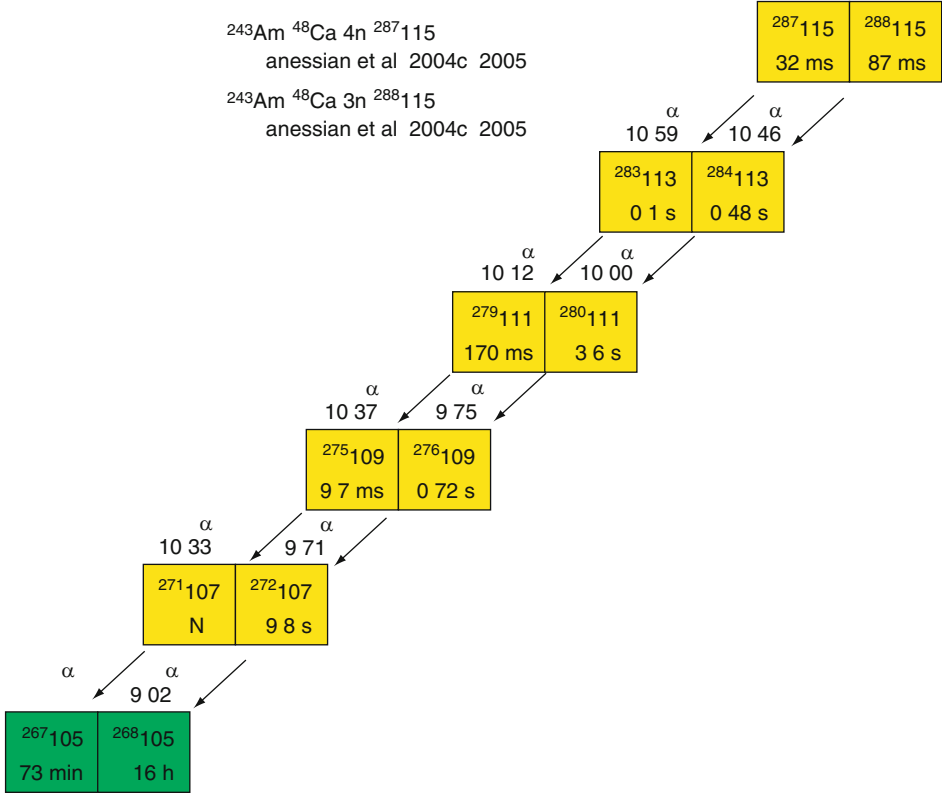 ²⁴³Am ⁴⁸Ca 4n ²⁸⁷115
anessian et al 2004c 2005
²⁴³Am ⁴⁸Ca 3n ²⁸⁸115
anessian et al 2004c 2005
²⁸⁷115 ²⁸⁸115
32 ms 87 ms
α α
10 59 10 46
²⁸³113 ²⁸⁴113
0 1 s 0 48 s
α α
10 12 10 00
²⁷⁹111 ²⁸⁰111
170 ms 3 6 s
α α
10 37 9 75
²⁷⁵109 ²⁷⁶109
9 7 ms 0 72 s
α α
10 33 9 71
²⁷¹107 ²⁷²107
N 9 8 s
α α
9 02
²⁶⁷105 ²⁶⁸105
73 min 16 h